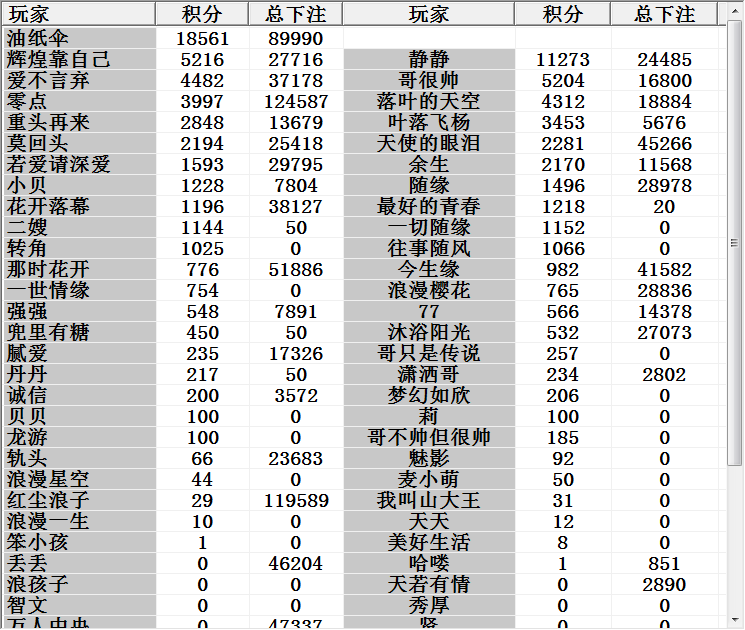 玩家 积分 总下注 玩家 积分 总下注
油纸伞 18561 89990
辉煌靠自己 5216 27716 静静 11273 24485
爱不言弃 4482 37178 哥很帅 5204 16800
零点 3997 124587 落叶的天空 4312 18884
重头再来 2848 13679 叶落飞杨 3453 5676
莫回头 2194 25418 天使的眼泪 2281 45266
若爱请深爱 1593 29795 余生 2170 11568
小贝 1228 7804 随缘 1496 28978
花开落幕 1196 38127 最好的青春 1218 20
二嫂 1144 50 一切随缘 1152 0
转角 1025 0 往事随风 1066 0
那时花开 776 51886 今生缘 982 41582
一世情缘 754 0 浪漫樱花 765 28836
强强 548 7891 77 566 14378
兜里有糖 450 50 沐浴阳光 532 27073
腻爱 235 17326 哥只是传说 257 0
丹丹 217 50 潇洒哥 234 2802
诚信 200 3572 梦幻如欣 206 0
贝贝 100 0 莉 100 0
龙游 100 0 哥不帅但很帅 185 0
轨头 66 23683 魅影 92 0
浪漫星空 44 0 麦小萌 50 0
红尘浪子 29 119589 我叫山大王 31 0
浪漫一生 10 0 天天 12 0
笨小孩 1 0 美好生活 8 0
丢丢 0 46204 哈喽 1 851
浪孩子 0 0 天若有情 0 2890
智文 0 0 秀厚 0 0
万人中央 0 47337 贤 0 0